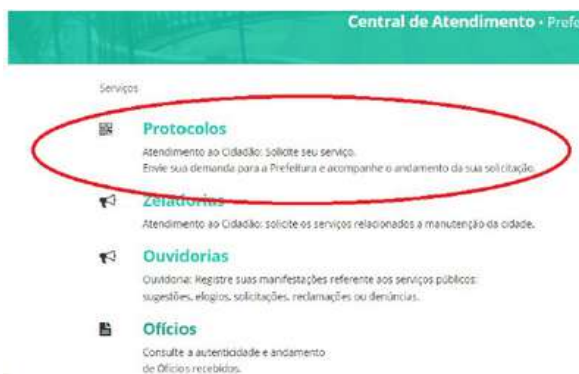 Central de Atendimento • Prefe
Serviços
Protocolos
Atendimento ao Cidadão: Solicite seu serviço.
Envie sua demanda para a Prefeitura e acompanhe o andamento da sua solicitação.
Zeladorias
Atendimento ao Cidadão: solicite os serviços relacionados a manutenção da cidade.
Ouvidorias
Ouvidoria: Registre suas manifestações referente aos serviços públicos:
sugestões, elogios, solicitações, reclamações ou denúncias.
Ofícios
Consulte a autenticidade e andamento
de Ofícios recebidos.